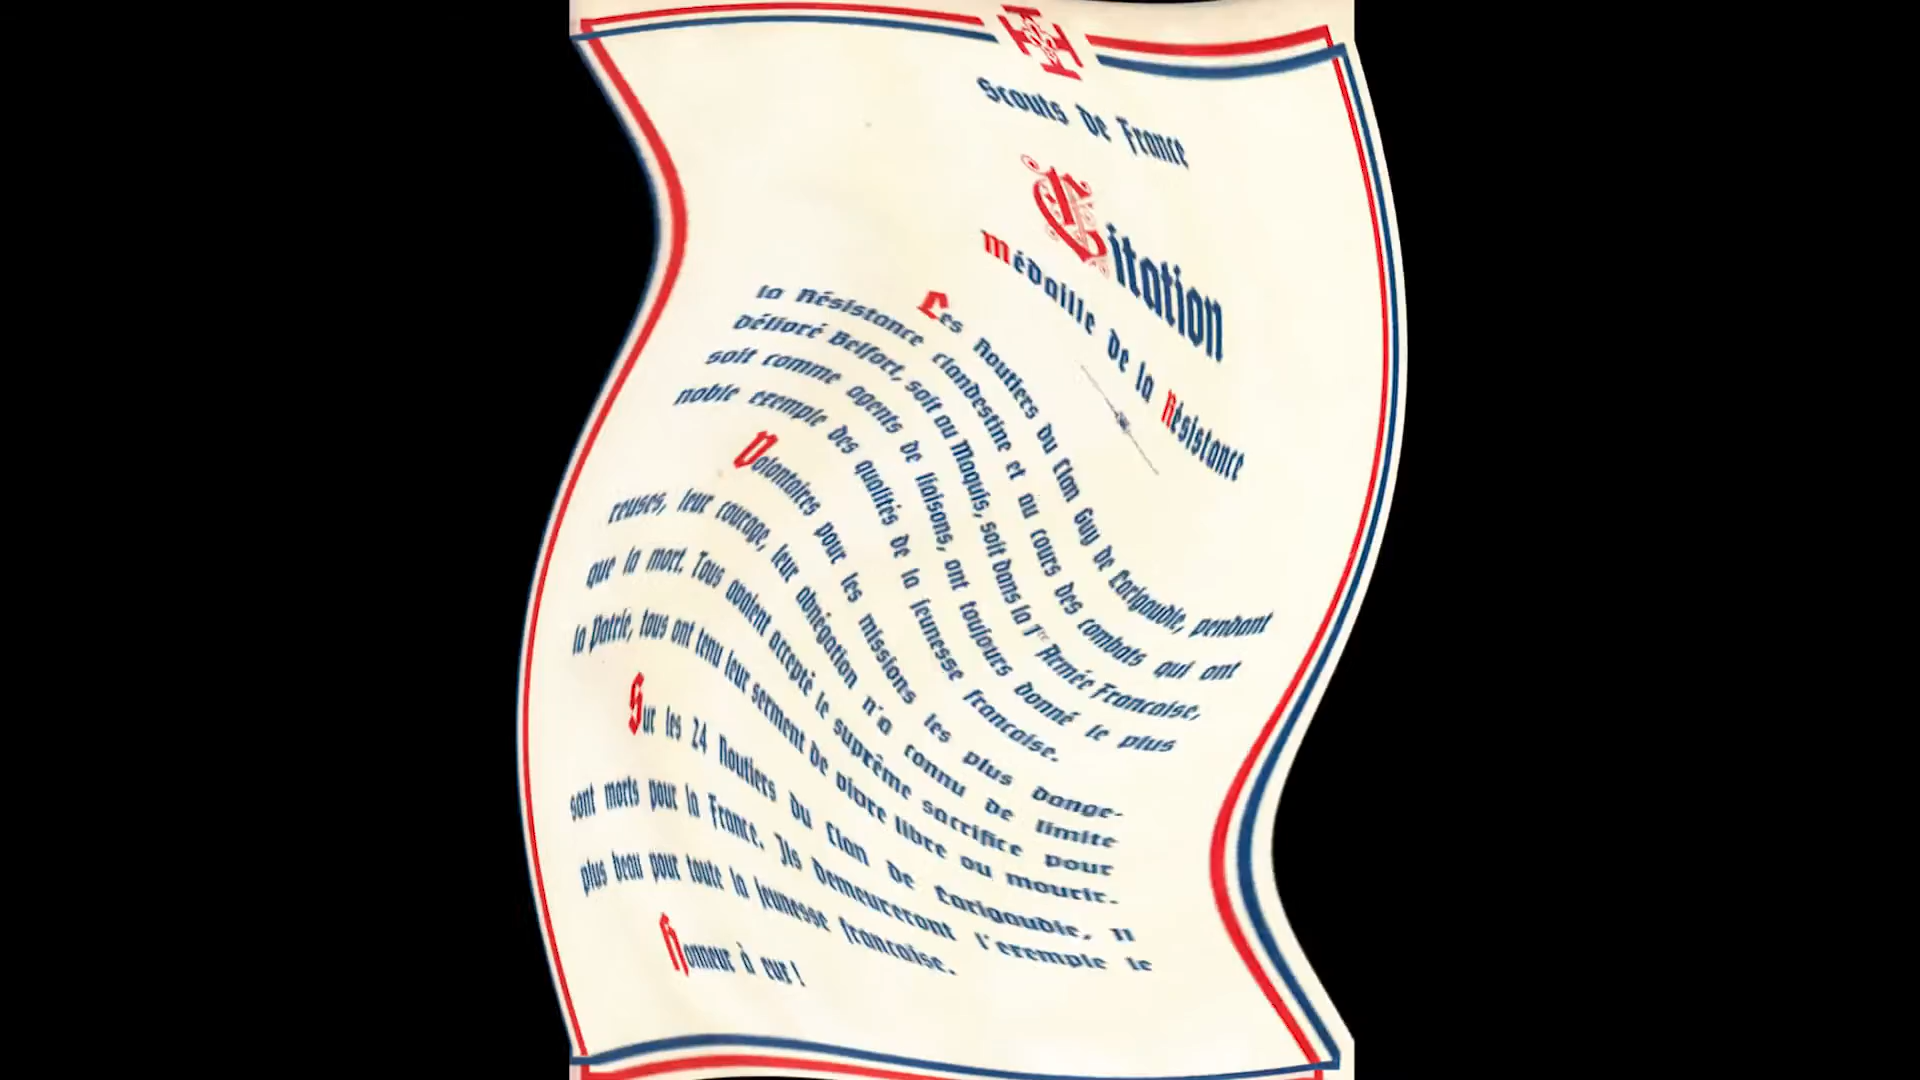 Scouts de France
Citation
Médaille de la Résistance
Les Routiers du Clan Guy de Larigaudie, pendant
la Résistance clandestine et au cours des combats qui ont
délivré Belfort, soit au Maquis, soit dans la 1re Armée Française,
soit comme agents de liaisons, ont toujours donné le plus
noble exemple des qualités de la jeunesse française.
Volontaires pour les missions les plus dange-
reuses, leur courage, leur abnégation n'a connu de limite
que la mort. Tous avaient accepté le suprême sacrifice pour
la Patrie, tous ont tenu leur serment de vivre libre ou mourir.
Sur les 24 Routiers du Clan de Larigaudie, 11
sont morts pour la France. Ils demeureront l'exemple le
plus beau pour toute la jeunesse française.
Honneur à eux !